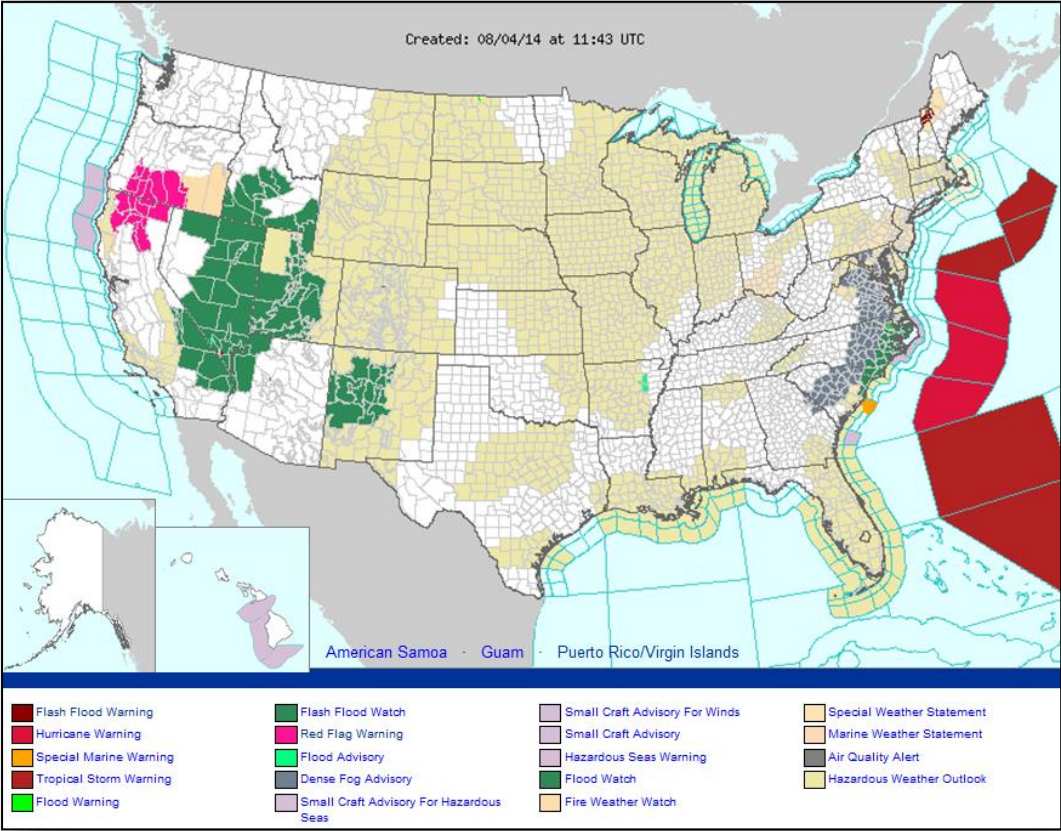 Created: 08/04/14 at 11:43 UTC
American Samoa · Guam · Puerto Rico/Virgin Islands
Flash Flood Warning
Hurricane Warning
Special Marine Warning
Tropical Storm Warning
Flood Warning
Flash Flood Watch
Red Flag Warning
Flood Advisory
Dense Fog Advisory
Small Craft Advisory For Hazardous
Seas
Small Craft Advisory For Winds
Small Craft Advisory
Hazardous Seas Warning
Flood Watch
Fire Weather Watch
Special Weather Statement
Marine Weather Statement
Air Quality Alert
Hazardous Weather Outlook